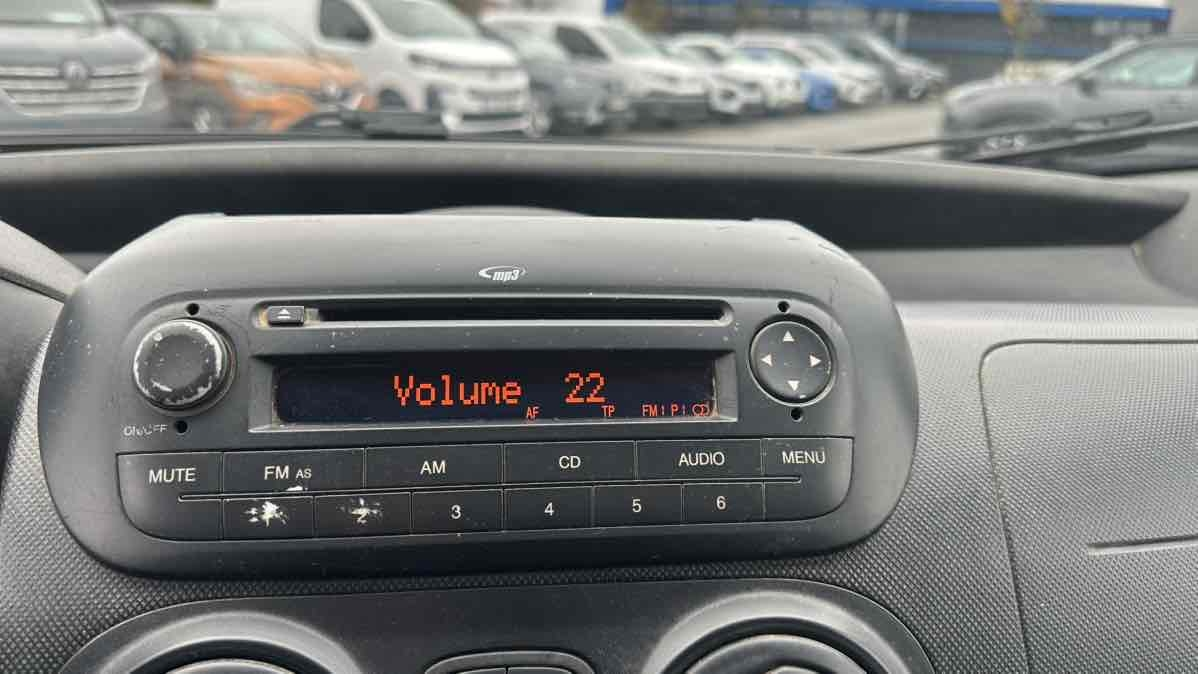 mp3
Volume 22
AF TP FM1 P1
ON/OFF
MUTE FM AS AM CD AUDIO MENU
2 3 4 5 6